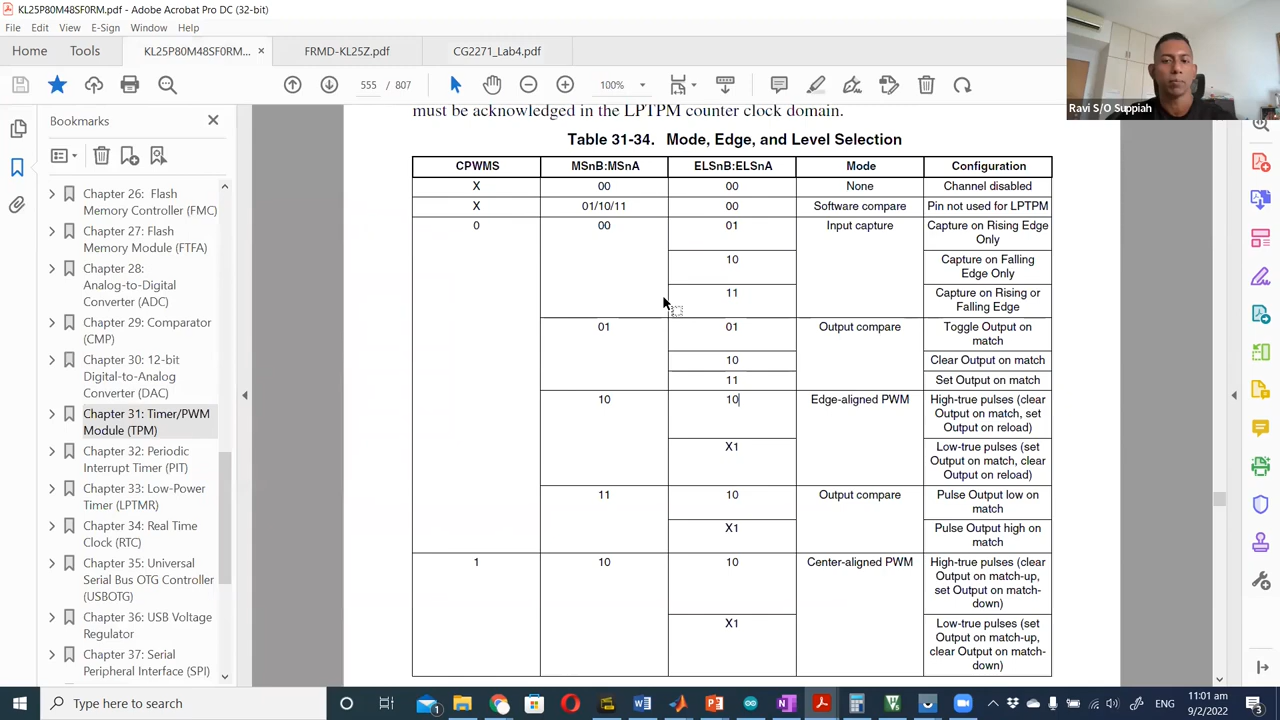 KL25P80M48SF0RM.pdf - Adobe Acrobat Pro DC (32-bit)
File Edit View E-Sign Window Help
Home Tools KL25P80M48SF0RM... × FRMD-KL25Z.pdf CG2271_Lab4.pdf
555 / 807 100%
Ravi S/O Suppiah
Bookmarks
Chapter 26: Flash
Memory Controller (FMC)
Chapter 27: Flash
Memory Module (FTFA)
Chapter 28:
Analog-to-Digital
Converter (ADC)
Chapter 29: Comparator
(CMP)
Chapter 30: 12-bit
Digital-to-Analog
Converter (DAC)
Chapter 31: Timer/PWM
Module (TPM)
Chapter 32: Periodic
Interrupt Timer (PIT)
Chapter 33: Low-Power
Timer (LPTMR)
Chapter 34: Real Time
Clock (RTC)
Chapter 35: Universal
Serial Bus OTG Controller
(USBOTG)
Chapter 36: USB Voltage
Regulator
Chapter 37: Serial
Peripheral Interface (SPI)
must be acknowledged in the LPTPM counter clock domain.
Table 31-34. Mode, Edge, and Level Selection
CPWMS MSnB:MSnA ELSnB:ELSnA Mode Configuration
X 00 00 None Channel disabled
X 01/10/11 00 Software compare Pin not used for LPTPM
0 00 01 Input capture Capture on Rising Edge
Only
10 Capture on Falling
Edge Only
11 Capture on Rising or
Falling Edge
01 01 Output compare Toggle Output on
match
10 Clear Output on match
11 Set Output on match
10 10 Edge-aligned PWM High-true pulses (clear
Output on match, set
Output on reload)
X1 Low-true pulses (set
Output on match, clear
Output on reload)
11 10 Output compare Pulse Output low on
match
X1 Pulse Output high on
match
1 10 10 Center-aligned PWM High-true pulses (clear
Output on match-up,
set Output on match-
down)
X1 Low-true pulses (set
Output on match-up,
clear Output on match-
down)
Type here to search
ENG
11:01 am
9/2/2022
3